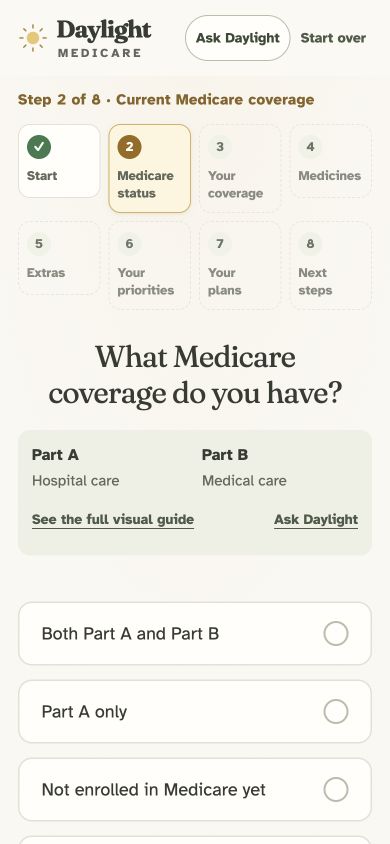 Daylight
MEDICARE
Ask Daylight
Start over
Step 2 of 8 · Current Medicare coverage
Start
2
Medicare
status
3
Your
coverage
4
Medicines
5
Extras
6
Your
priorities
7
Your
plans
8
Next
steps
What Medicare
coverage do you have?
Part A
Hospital care
Part B
Medical care
See the full visual guide
Ask Daylight
Both Part A and Part B
Part A only
Not enrolled in Medicare yet